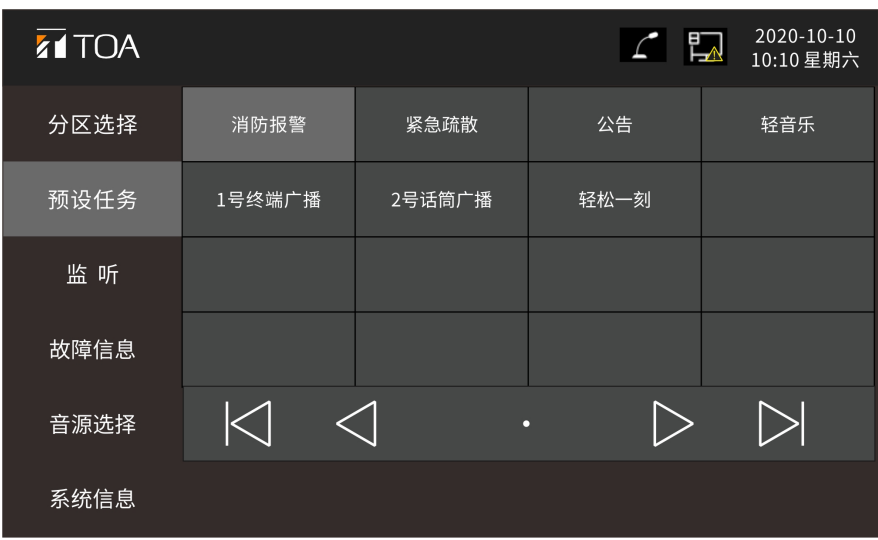 TOA
2020-10-10
10:10 星期六
分区选择
消防报警
紧急疏散
公告
轻音乐
预设任务
1号终端广播
2号话筒广播
轻松一刻
监 听
故障信息
音源选择
系统信息